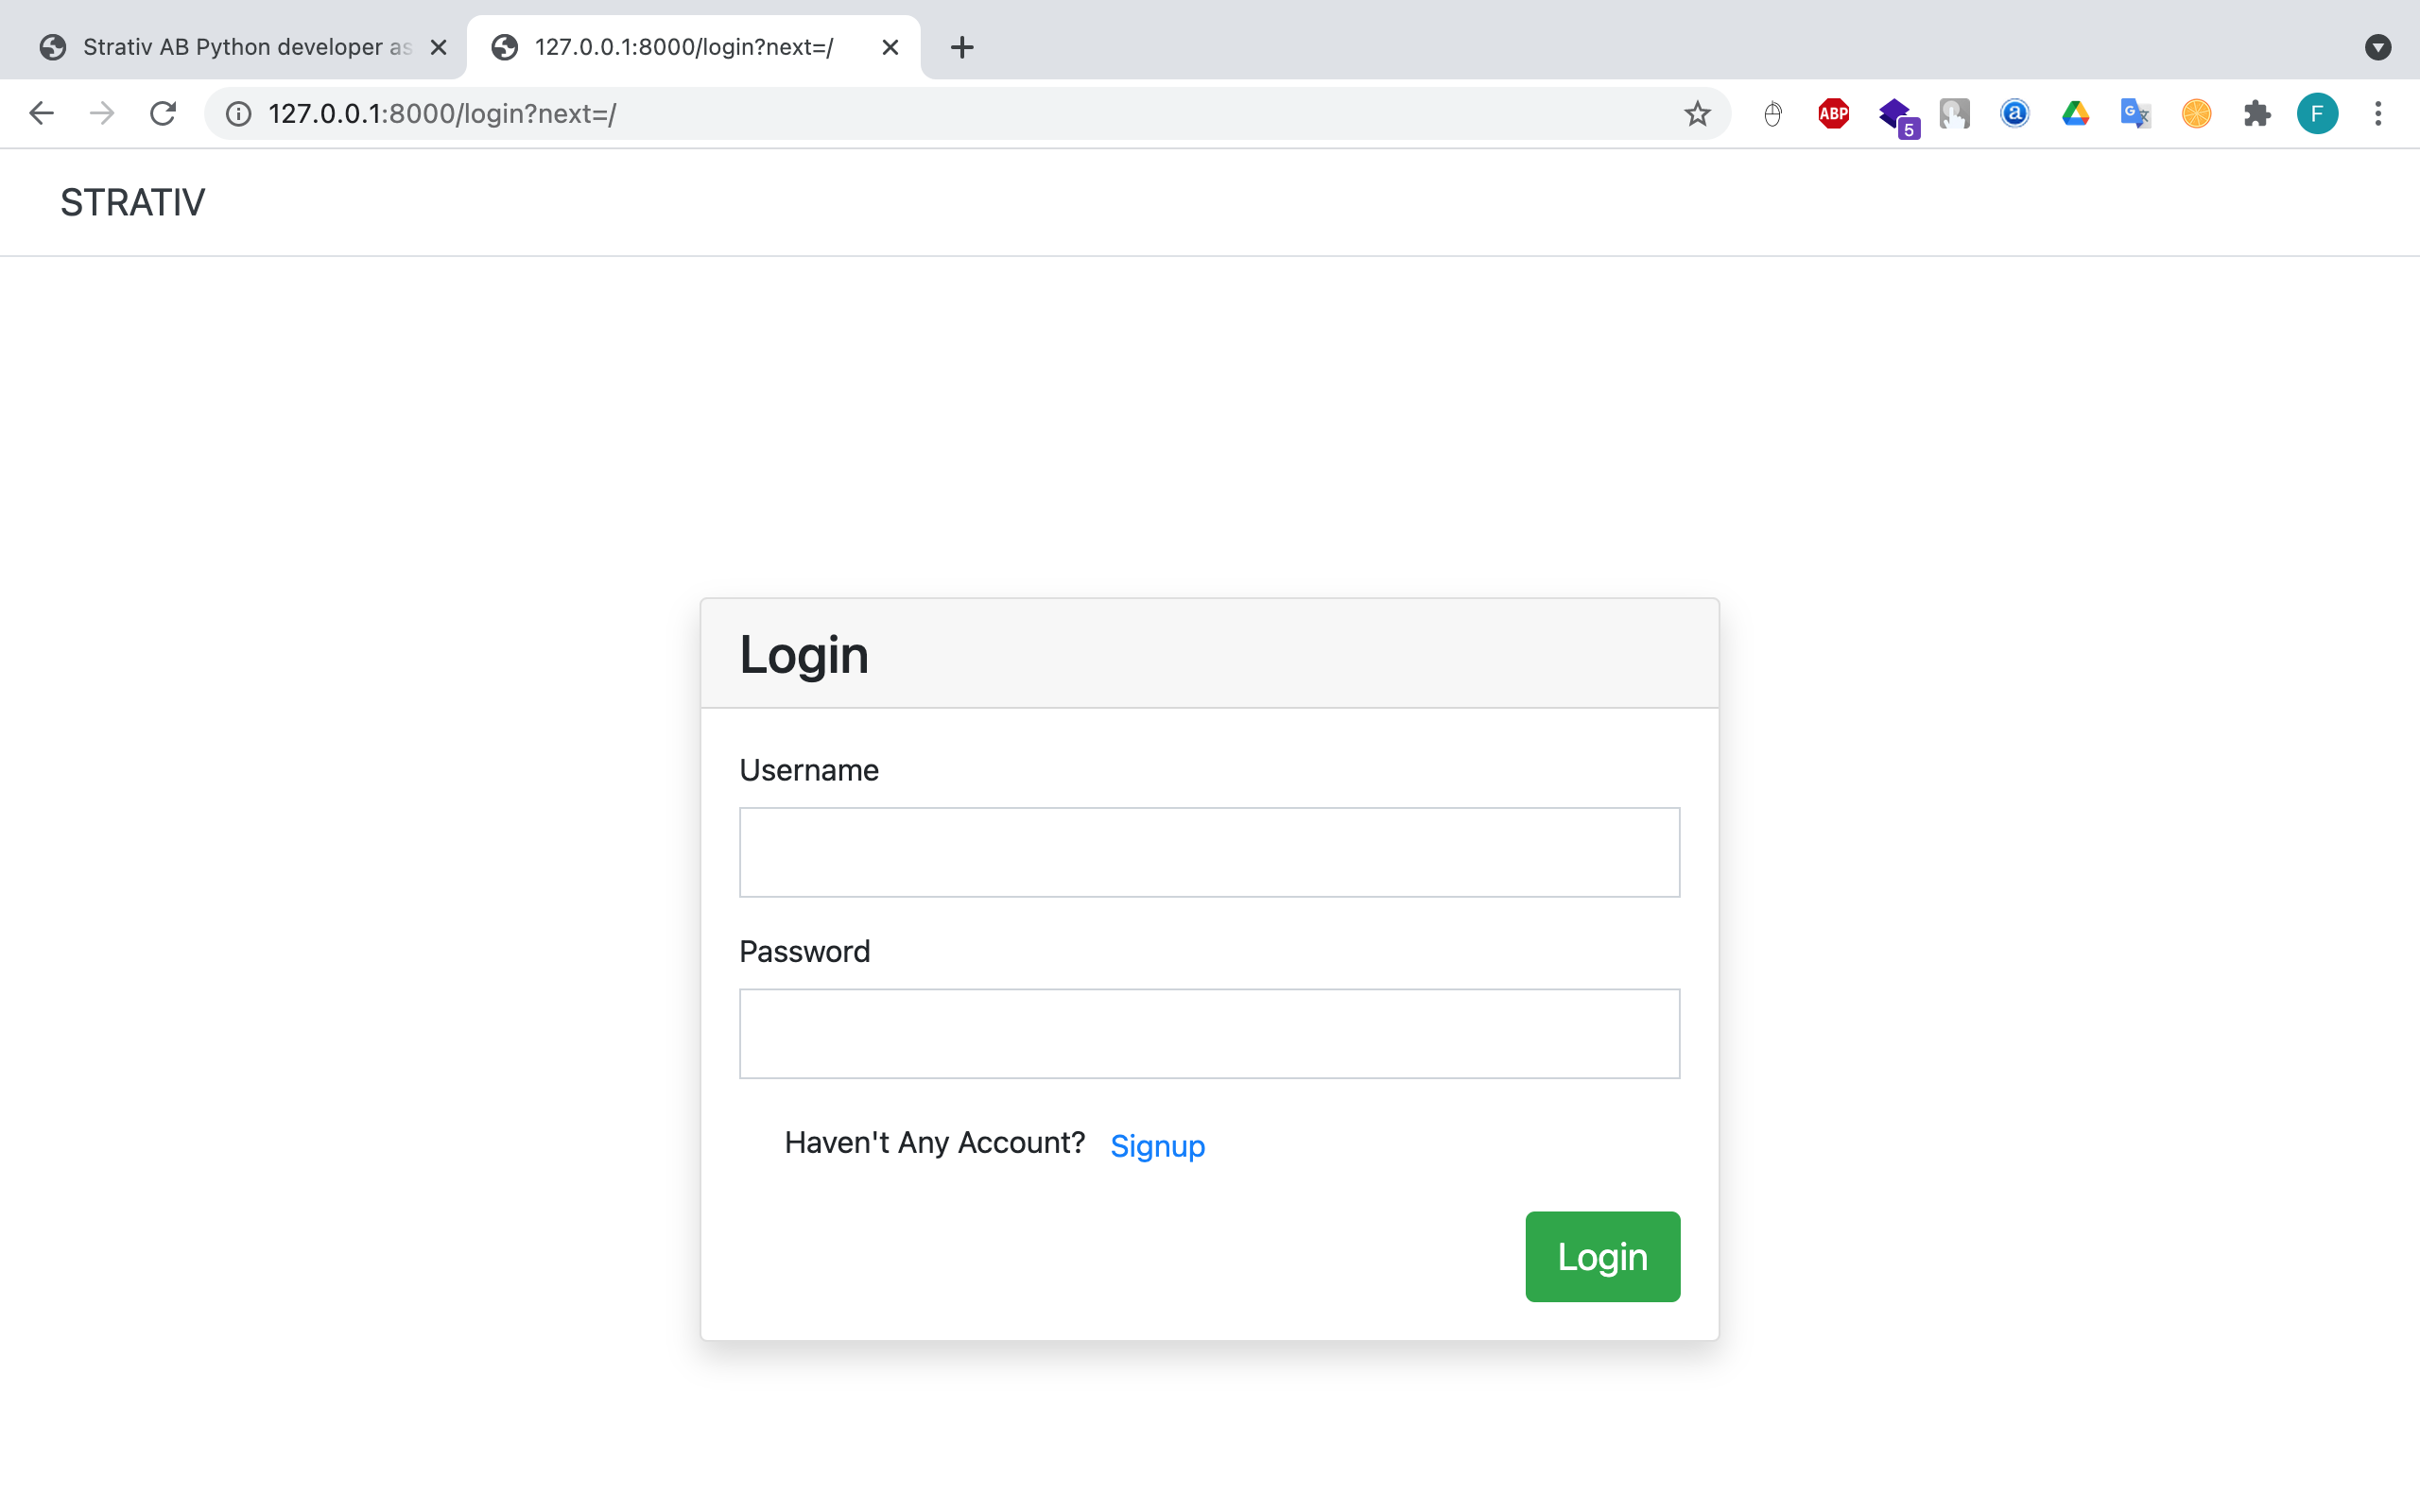 Strativ AB Python developer as
127.0.0.1:8000/login?next=/
127.0.0.1:8000/login?next=/
ABP
5
a
G
F
STRATIV
Login
Username
Password
Haven't Any Account? Signup
Login